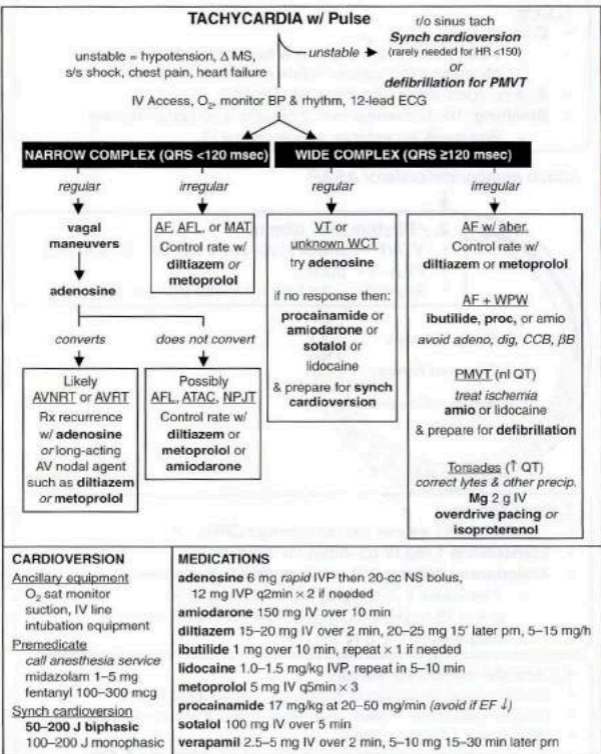 TACHYCARDIA w/ Pulse
r/o sinus tach
Synch cardioversion
(rarely needed for HR <150)
or
defibrillation for PMVT
unstable
unstable = hypotension, Δ MS,
s/s shock, chest pain, heart failure
IV Access, O₂, monitor BP & rhythm, 12-lead ECG
NARROW COMPLEX (QRS <120 msec)
WIDE COMPLEX (QRS ≥120 msec)
regular
irregular
regular
irregular
vagal
maneuvers
adenosine
AF, AFL, or MAT
Control rate w/
diltiazem or
metoprolol
converts
does not convert
Likely
AVNRT or AVRT
Rx recurrence
w/ adenosine
or long-acting
AV nodal agent
such as diltiazem
or metoprolol
Possibly
AFL, ATAC, NPJT
Control rate w/
diltiazem or
metoprolol or
amiodarone
VT or
unknown WCT
try adenosine
if no response then:
procainamide or
amiodarone or
sotalol or
lidocaine
& prepare for synch
cardioversion
AF w/ aber.
Control rate w/
diltiazem or metoprolol
AF + WPW
ibutilide, proc, or amio
avoid adeno, dig, CCB, βB
PMVT (nl QT)
treat ischemia
amio or lidocaine
& prepare for defibrillation
Torsades (↑ QT)
correct lytes & other precip.
Mg 2 g IV
overdrive pacing or
isoproterenol
CARDIOVERSION
Ancillary equipment
O₂ sat monitor
suction, IV line
intubation equipment
Premedicate
call anesthesia service
midazolam 1–5 mg
fentanyl 100–300 mcg
Synch cardioversion
50–200 J biphasic
100–200 J monophasic
MEDICATIONS
adenosine 6 mg rapid IVP then 20-cc NS bolus,
12 mg IVP q2min × 2 if needed
amiodarone 150 mg IV over 10 min
diltiazem 15–20 mg IV over 2 min, 20–25 mg 15' later prn, 5–15 mg/h
ibutilide 1 mg over 10 min, repeat × 1 if needed
lidocaine 1.0–1.5 mg/kg IVP, repeat in 5–10 min
metoprolol 5 mg IV q5min × 3
procainamide 17 mg/kg at 20–50 mg/min (avoid if EF ↓)
sotalol 100 mg IV over 5 min
verapamil 2.5–5 mg IV over 2 min, 5–10 mg 15–30 min later prn